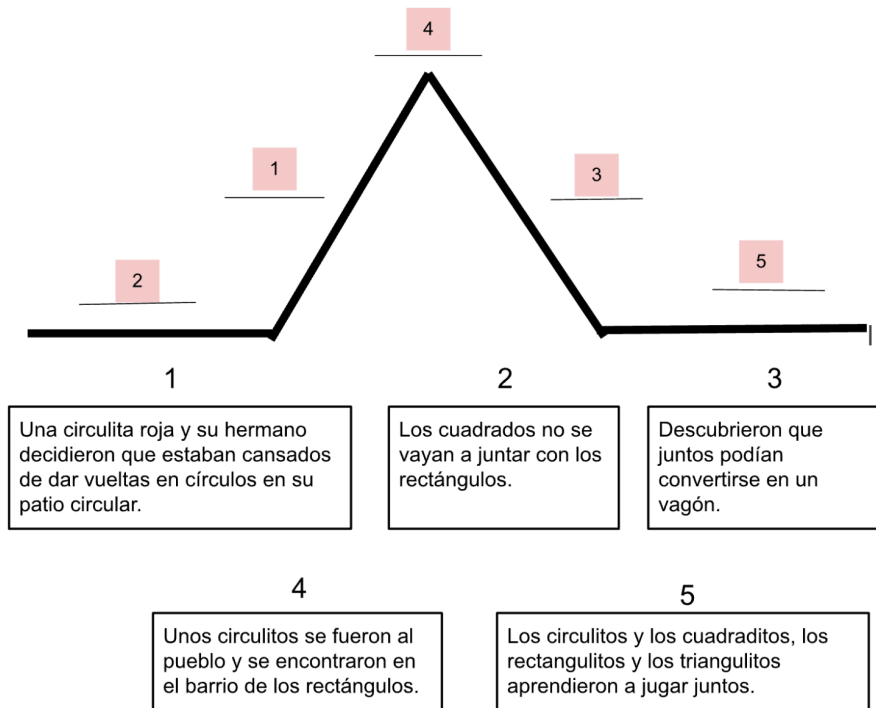 4
1
3
2
5
1
2
3
Una circulita roja y su hermano
decidieron que estaban cansados
de dar vueltas en círculos en su
patio circular.
Los cuadrados no se
vayan a juntar con los
rectángulos.
Descubrieron que
juntos podían
convertirse en un
vagón.
4
5
Unos circulitos se fueron al
pueblo y se encontraron en
el barrio de los rectángulos.
Los circulitos y los cuadraditos, los
rectangulitos y los triangulitos
aprendieron a jugar juntos.